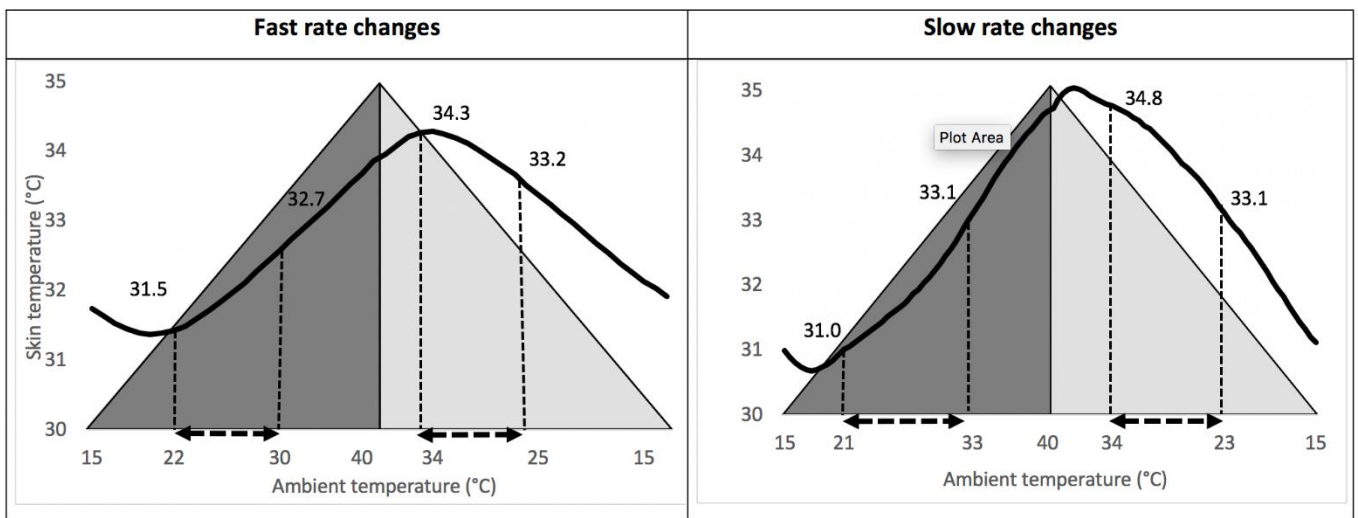 Fast rate changes
Slow rate changes
35
34
33
32
31
30
Skin temperature (°C)
31.5
32.7
34.3
33.2
15 22 30 40 34 25 15
Ambient temperature (°C)
35
34
33
32
31
30
Plot Area
31.0
33.1
34.8
33.1
15 21 33 40 34 23 15
Ambient temperature (°C)